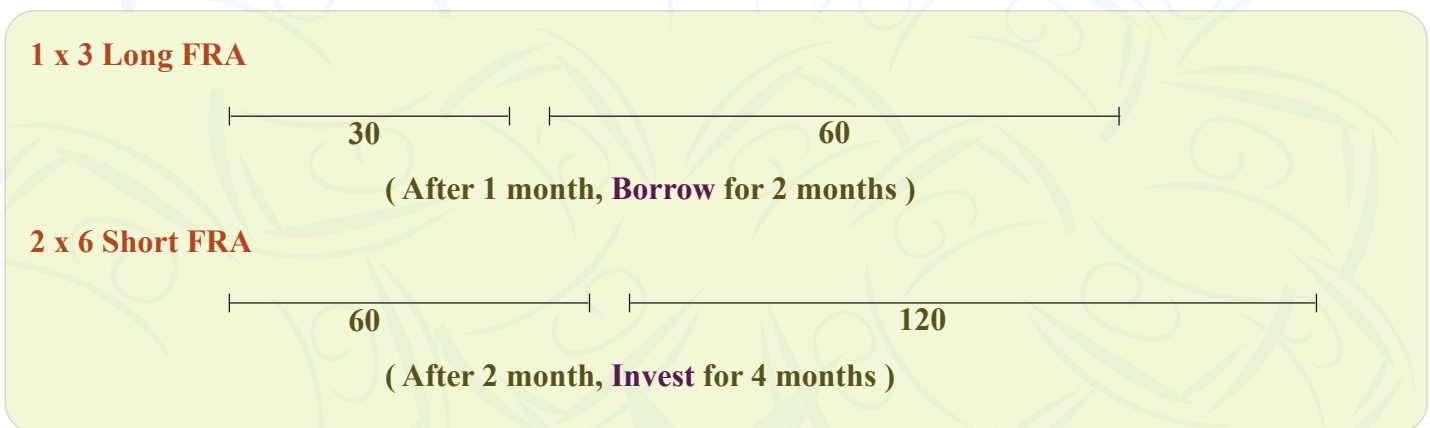 1 x 3 Long FRA
30 60
( After 1 month, Borrow for 2 months )
2 x 6 Short FRA
60 120
( After 2 month, Invest for 4 months )